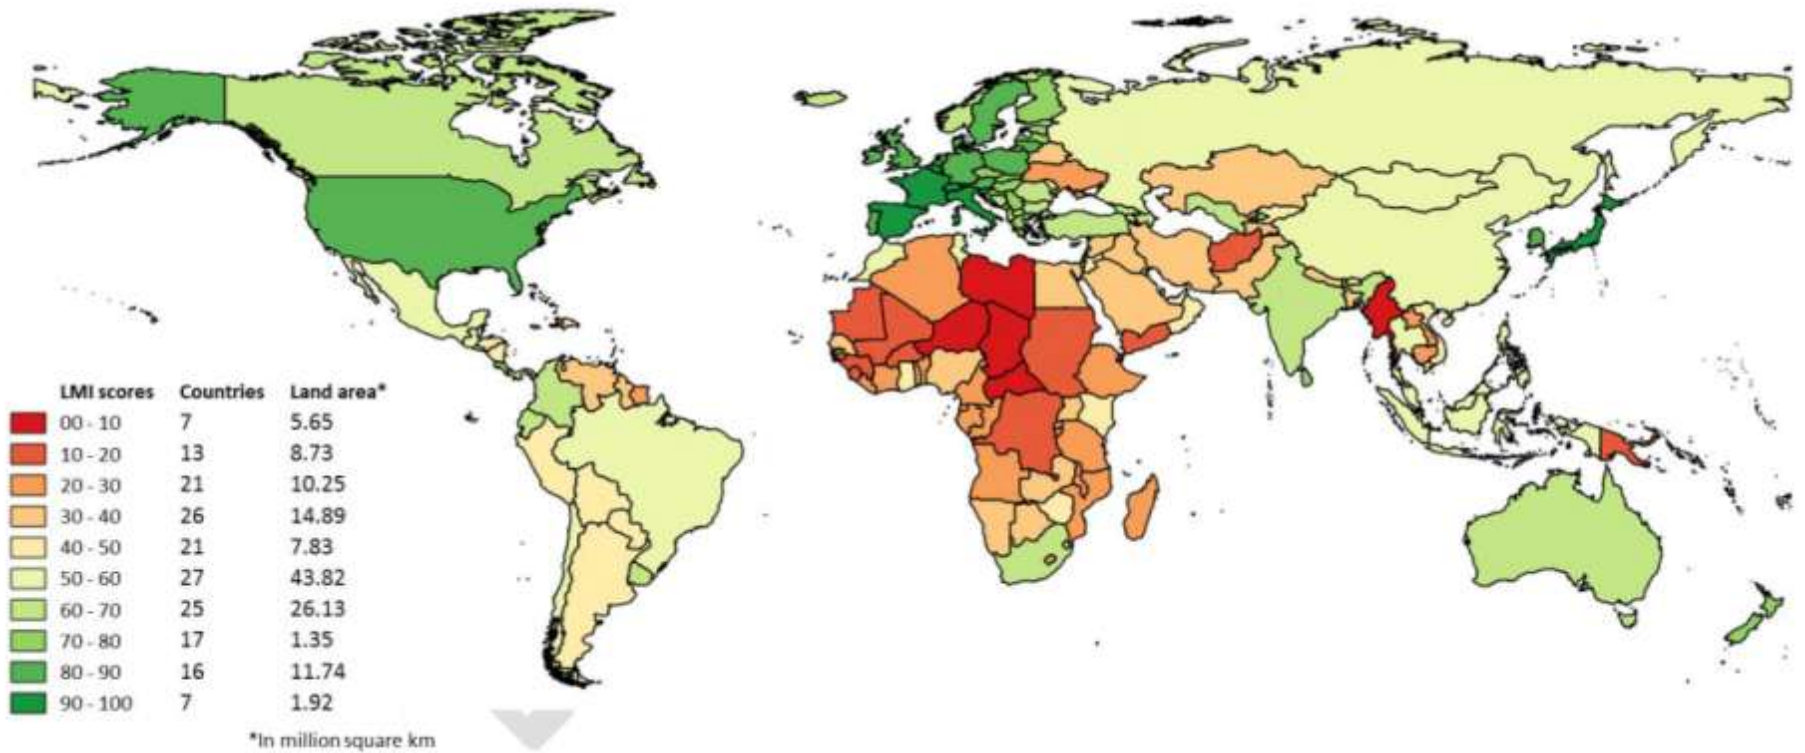 LMI scores Countries Land area*
00 - 10 7 5.65
10 - 20 13 8.73
20 - 30 21 10.25
30 - 40 26 14.89
40 - 50 21 7.83
50 - 60 27 43.82
60 - 70 25 26.13
70 - 80 17 1.35
80 - 90 16 11.74
90 - 100 7 1.92
*In million square km